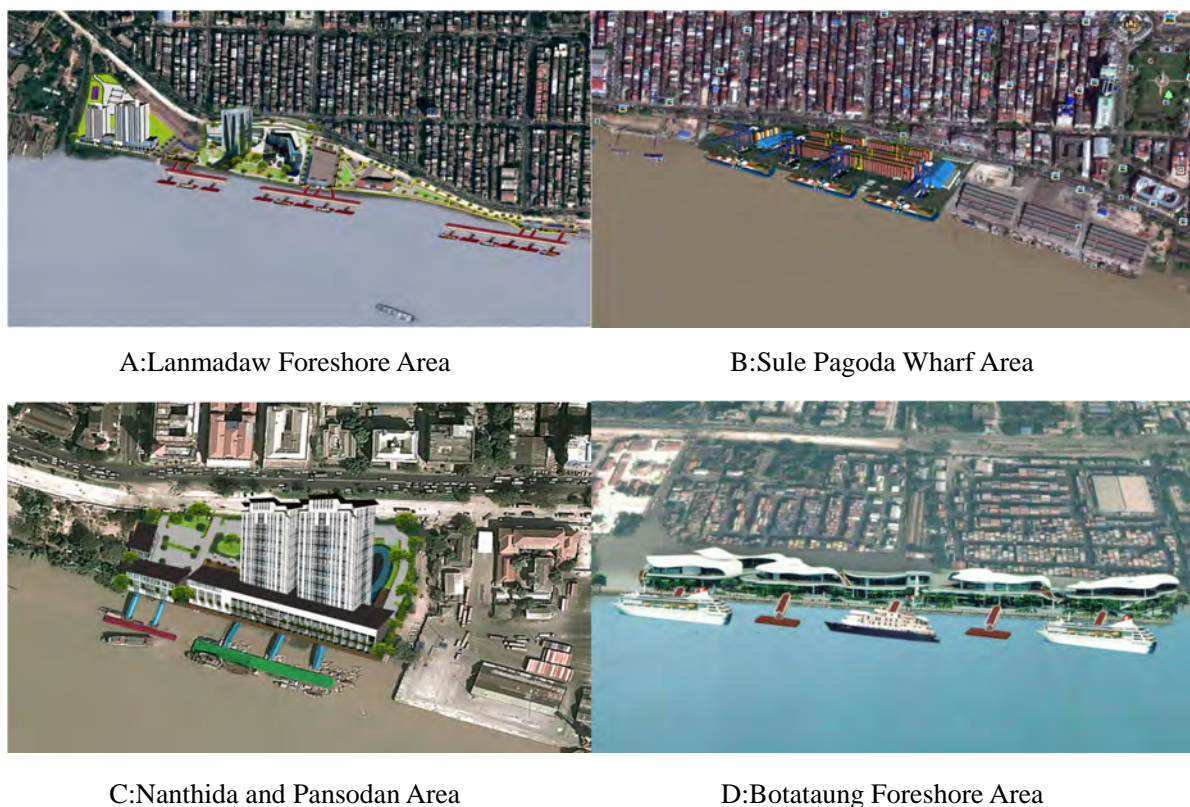 A:Lanmadaw Foreshore Area
B:Sule Pagoda Wharf Area
C:Nanthida and Pansodan Area
D:Botataung Foreshore Area